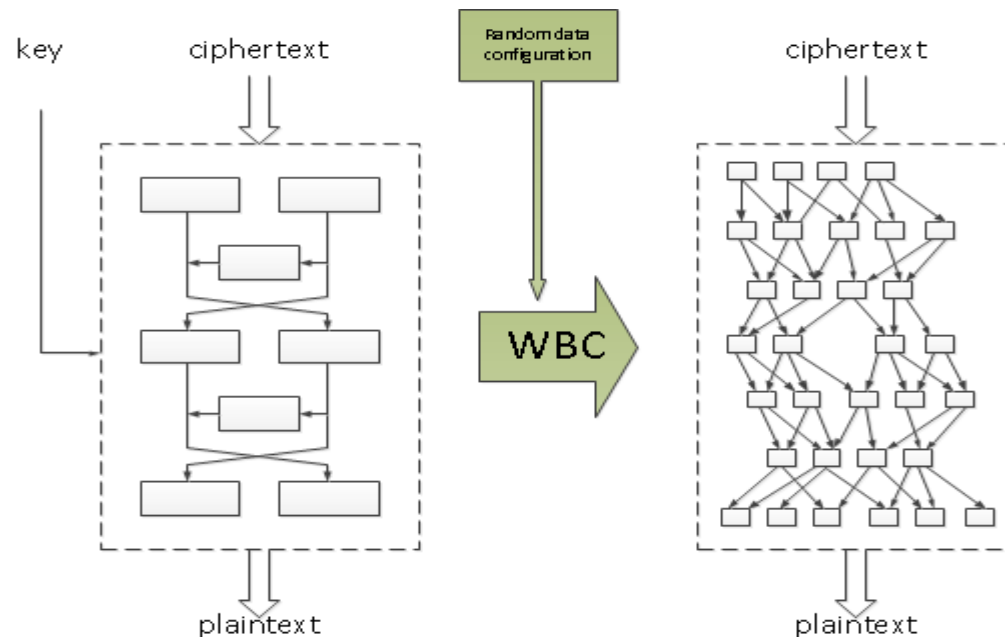 key
ciphertext
Random data
configuration
ciphertext
WBC
plaintext
plaintext